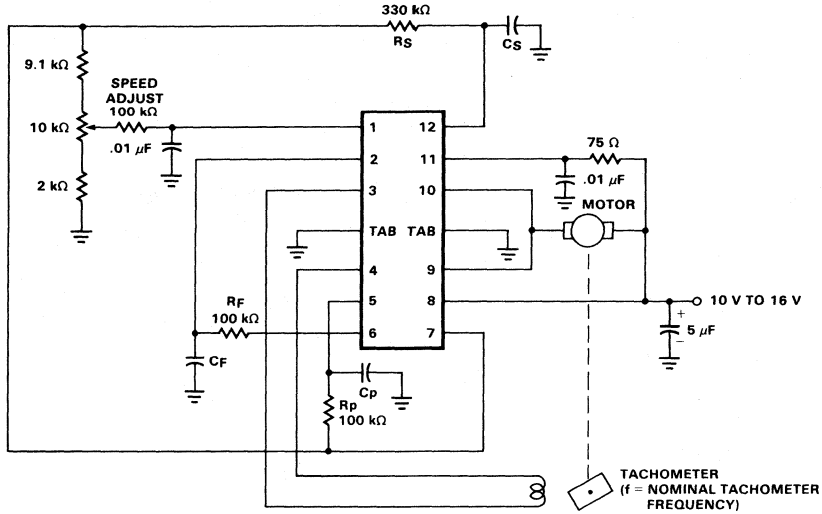 330 kΩ
RS
CS
9.1 kΩ
SPEED
ADJUST
100 kΩ
10 kΩ
.01 µF
2 kΩ
1
12
2
11
3
10
TAB
TAB
4
9
5
8
6
7
75 Ω
.01 µF
MOTOR
10 V TO 16 V
+
5 µF
−
RF
100 kΩ
CF
CP
RP
100 kΩ
TACHOMETER
(f = NOMINAL TACHOMETER
FREQUENCY)